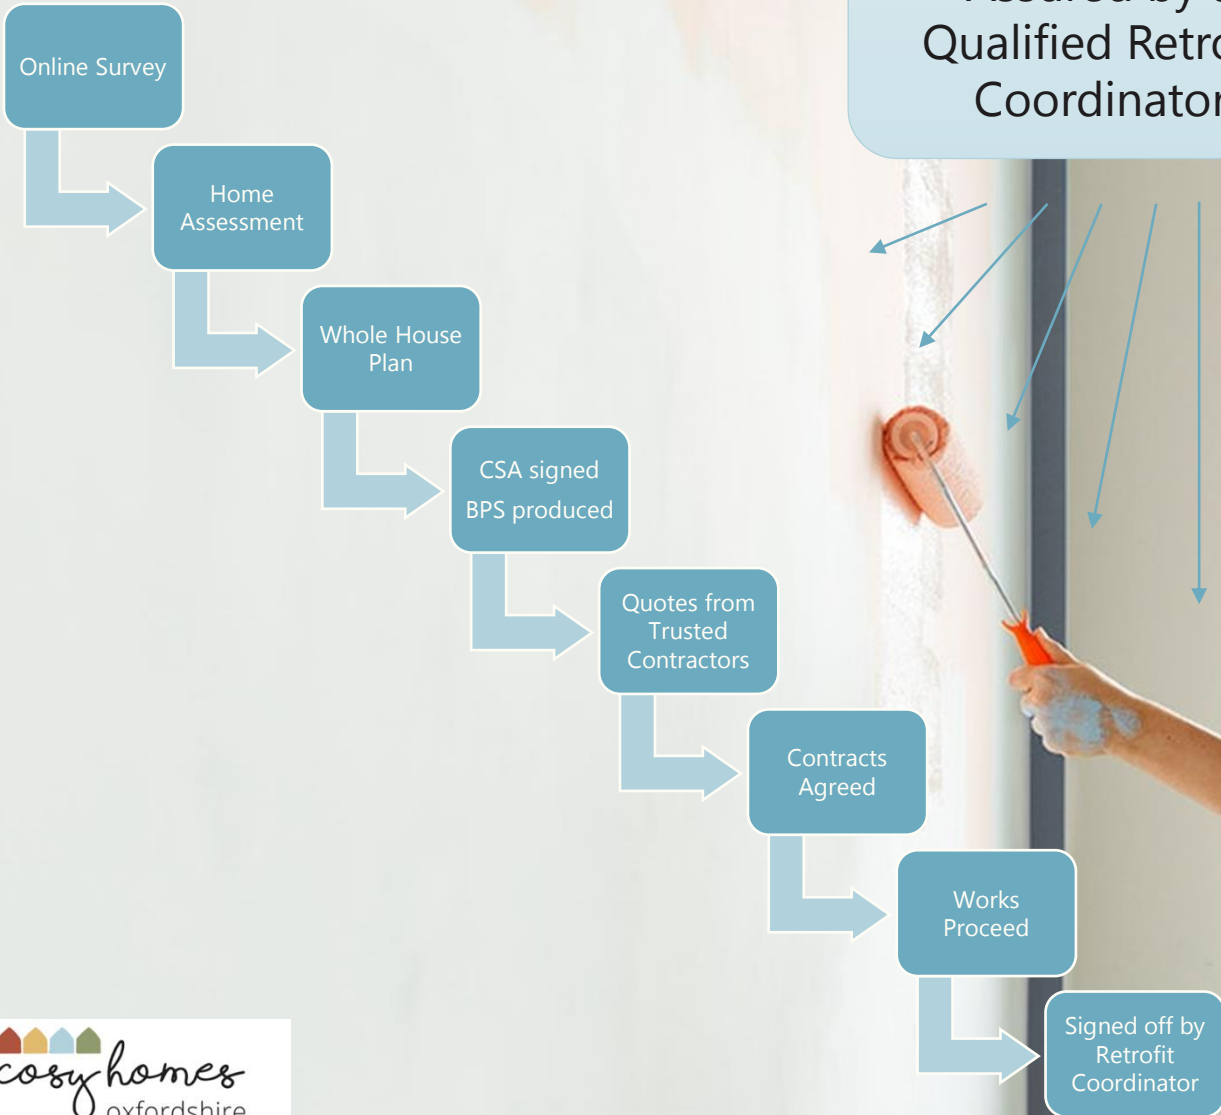 Qualified
Coordinator
Online Survey
Home
Assessment
Whole House
Plan
CSA signed
BPS produced
Quotes from
Trusted
Contractors
Contracts
Agreed
Works
Proceed
Signed off by
Retrofit
Coordinator
cosy homes
oxfordshire